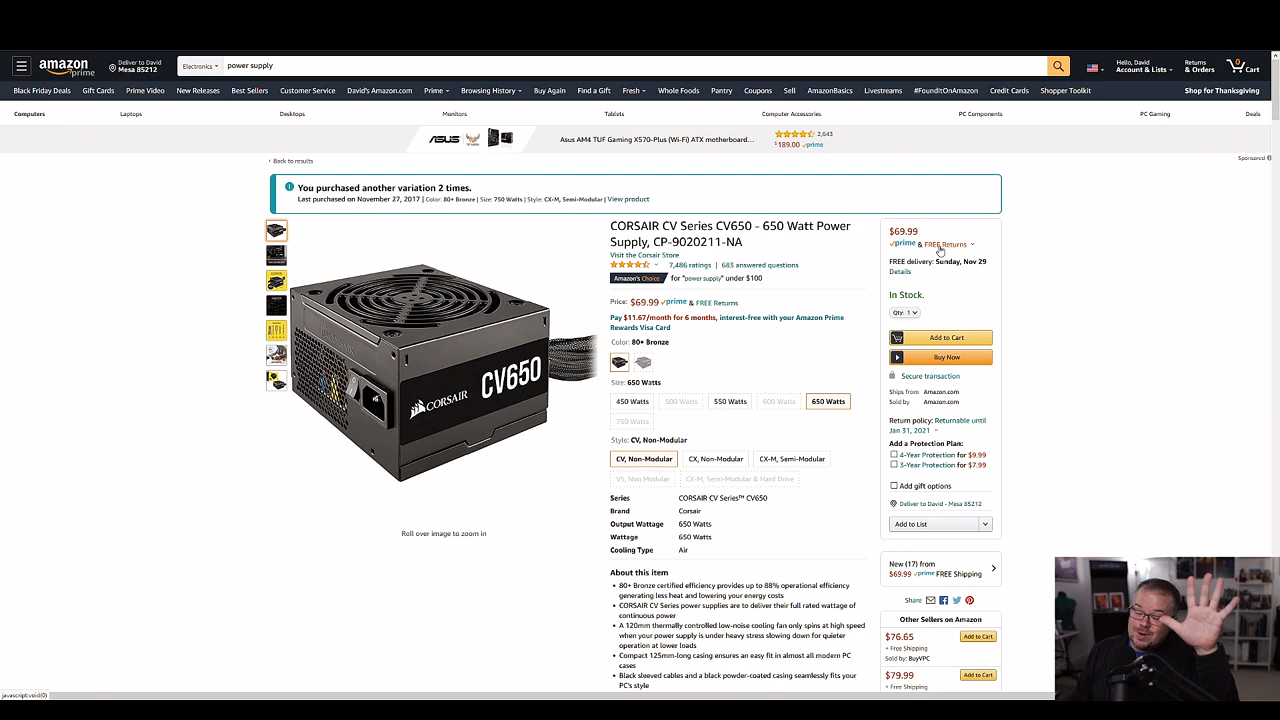 amazon
prime
Deliver to David
Mesa 85212
Electronics
power supply
Hello, David
Account & Lists
Returns
& Orders
0
Cart
Black Friday Deals
Gift Cards
Prime Video
New Releases
Best Sellers
Customer Service
David's Amazon.com
Prime
Browsing History
Buy Again
Find a Gift
Fresh
Whole Foods
Pantry
Coupons
Sell
AmazonBasics
Livestreams
#FoundItOnAmazon
Credit Cards
Shopper Toolkit
Shop for Thanksgiving
Computers
Laptops
Desktops
Monitors
Tablets
Computer Accessories
PC Components
PC Gaming
Deals
ASUS
Asus AM4 TUF Gaming X570-Plus (Wi-Fi) ATX motherboard...
2,643
$189.00 prime
Sponsored
‹ Back to results
You purchased another variation 2 times.
Last purchased on November 27, 2017 | Color: 80+ Bronze | Size: 750 Watts | Style: CX-M, Semi-Modular | View product
CORSAIR
CV650
Roll over image to zoom in
CORSAIR CV Series CV650 - 650 Watt Power
Supply, CP-9020211-NA
Visit the Corsair Store
7,486 ratings | 683 answered questions
Amazon's Choice for "power supply" under $100
Price: $69.99 prime & FREE Returns
Pay $11.67/month for 6 months, interest-free with your Amazon Prime
Rewards Visa Card
Color: 80+ Bronze
Size: 650 Watts
450 Watts
500 Watts
550 Watts
600 Watts
650 Watts
750 Watts
Style: CV, Non-Modular
CV, Non-Modular
CX, Non-Modular
CX-M, Semi-Modular
VS, Non Modular
CX-M, Semi-Modular & Hard Drive
Series CORSAIR CV Series™ CV650
Brand Corsair
Output Wattage 650 Watts
Wattage 650 Watts
Cooling Type Air
About this item
• 80+ Bronze certified efficiency provides up to 88% operational efficiency
generating less heat and lowering your energy costs
• CORSAIR CV Series power supplies are to deliver their full rated wattage of
continuous power
• A 120mm thermally controlled low-noise cooling fan only spins at high speed
when your power supply is under heavy stress slowing down for quieter
operation at lower loads
• Compact 125mm-long casing ensures an easy fit in almost all modern PC
cases
• Black sleeved cables and a black powder-coated casing seamlessly fits your
PC's style
$69.99
prime & FREE Returns
FREE delivery: Sunday, Nov 29
Details
In Stock.
Qty: 1
Add to Cart
Buy Now
Secure transaction
Ships from Amazon.com
Sold by Amazon.com
Return policy: Returnable until
Jan 31, 2021
Add a Protection Plan:
4-Year Protection for $9.99
3-Year Protection for $7.99
Add gift options
Deliver to David - Mesa 85212
Add to List
New (17) from
$69.99 prime FREE Shipping
Share
Other Sellers on Amazon
$76.65
Add to Cart
+ Free Shipping
Sold by: BuyVPC
$79.99
Add to Cart
+ Free Shipping
javascript:void(0)